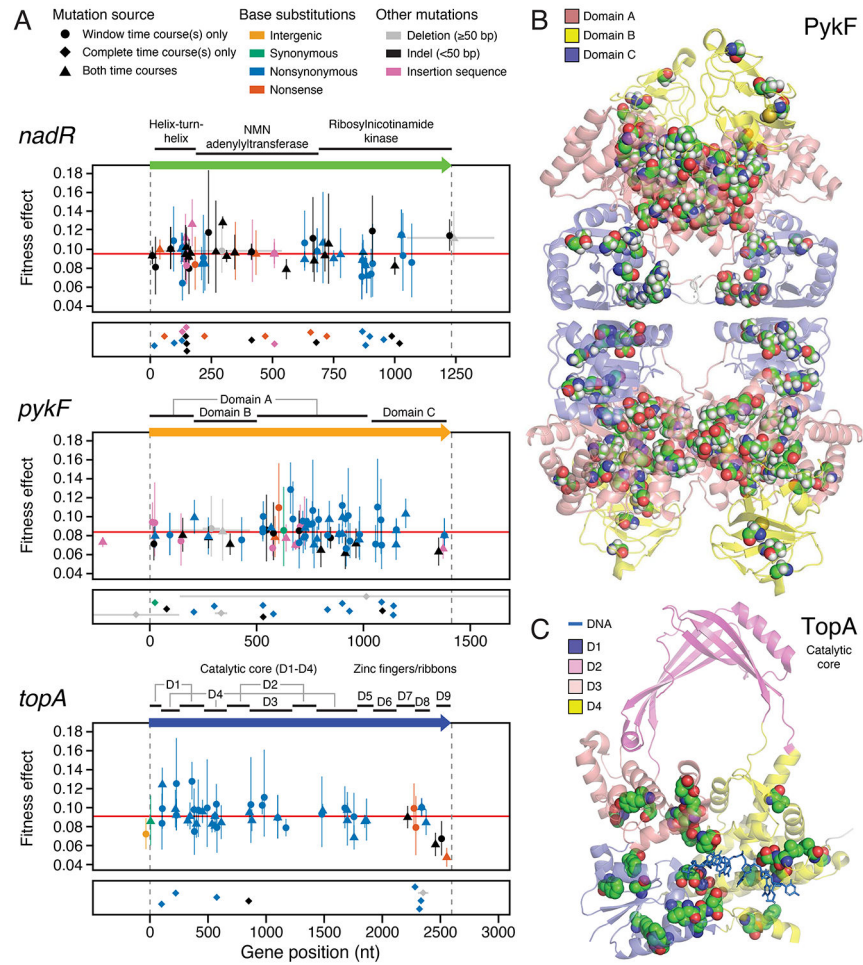 A
Mutation source
Window time course(s) only
Complete time course(s) only
Both time courses
Base substitutions
Intergenic
Synonymous
Nonsynonymous
Nonsense
Other mutations
Deletion (≥50 bp)
Indel (<50 bp)
Insertion sequence
nadR
Helix-turn-
helix
NMN
adenylyltransferase
Ribosylnicotinamide
kinase
Fitness effect
0.18
0.16
0.14
0.12
0.10
0.08
0.06
0.04
0 250 500 750 1000 1250
pykF
Domain A
Domain B
Domain C
Fitness effect
0.18
0.16
0.14
0.12
0.10
0.08
0.06
0.04
0 500 1000 1500
topA
Catalytic core (D1-D4)
Zinc fingers/ribbons
D1
D2
D4
D3
D5
D6
D7
D8
D9
Fitness effect
0.18
0.16
0.14
0.12
0.10
0.08
0.06
0.04
0 500 1000 1500 2000 2500 3000
Gene position (nt)
B
Domain A
Domain B
Domain C
PykF
C
DNA
D1
D2
D3
D4
TopA
Catalytic
core